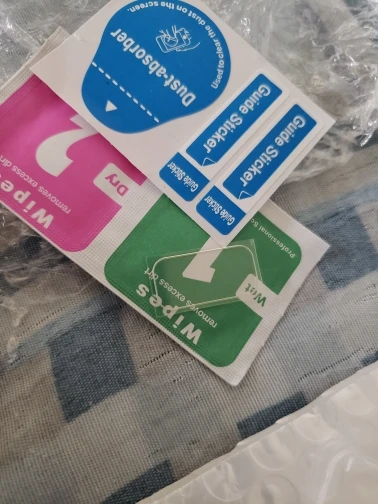 Used to clear the dust on the screen.
Dust-absorber
Guide Sticker
Guide Sticker
Guide Sticker
Guide Sticker
2
Dry
Wipes
removes excess dirt
1
Wet
Wipes
removes excess dirt
Professional